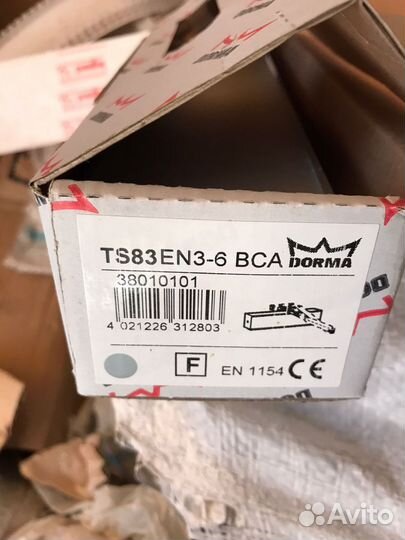 TS83EN3-6 BCA
DORMA
38010101
4 021226 312803
F
EN 1154 CE
Avito